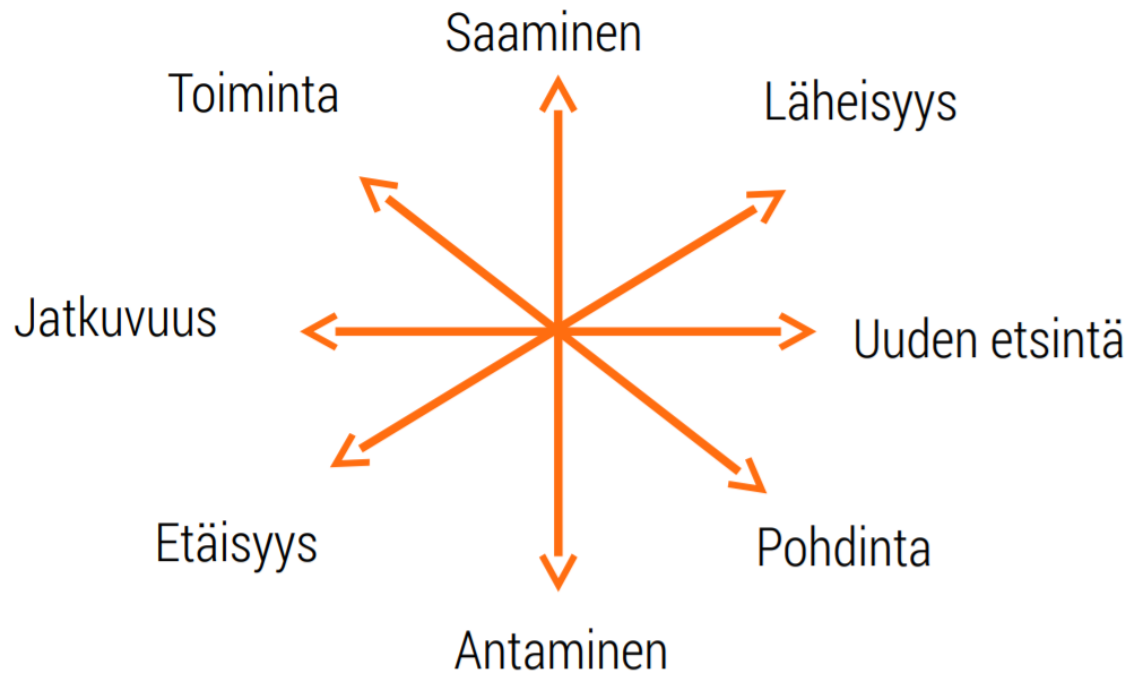 Saaminen
Toiminta
Läheisyys
Jatkuvuus
Uuden etsintä
Etäisyys
Pohdinta
Antaminen